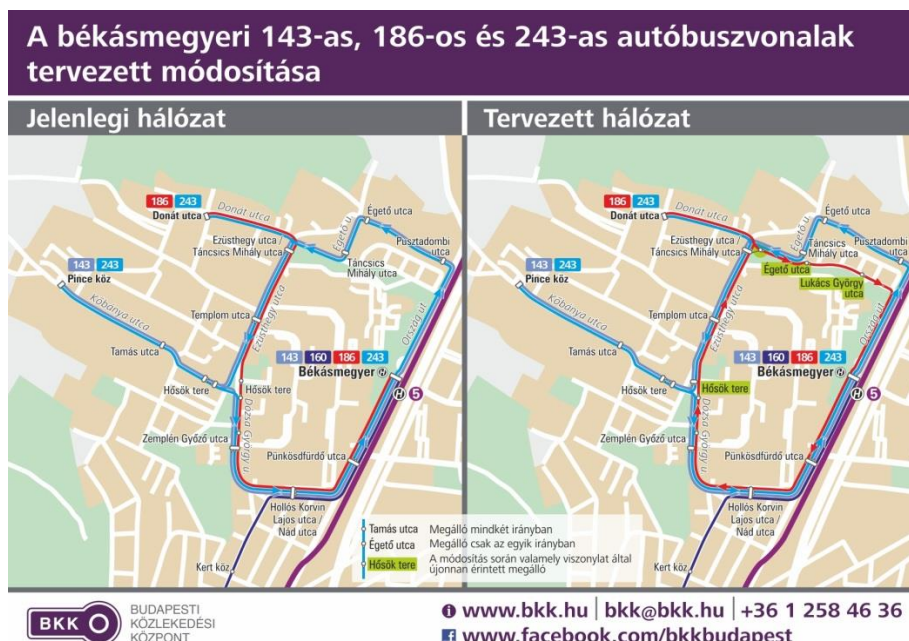 A békásmegyeri 143-as, 186-os és 243-as autóbuszvonalak
tervezett módosítása
Jelenlegi hálózat
186 243
Donát utca
Donát utca
Ezüsthegy utca /
Táncsics Mihály utca
Égető u.
Égető utca
Pusztadombi
utca
Táncsics
Mihály utca
143 243
Pince köz
Kőbánya utca
Tamás utca
Templom utca
Ezüsthegy utca
Ország út
143 160 186 243
Békásmegyer H
H 5
Hősök tere
Hősök tere
Dózsa György u.
Zemplén Győző utca
Pünkösdfürdő utca
Hollós Korvin
Lajos utca /
Nád utca
Kert köz
Tamás utca Megálló mindkét irányban
Égető utca Megálló csak az egyik irányban
Hősök tere A módosítás során valamely viszonylat által
újonnan érintett megálló
Tervezett hálózat
186 243
Donát utca
Donát utca
Ezüsthegy utca /
Táncsics Mihály utca
Égető u.
Égető utca
Pusztadombi
utca
Táncsics
Mihály utca
Égető utca
Lukács György
utca
143 243
Pince köz
Kőbánya utca
Tamás utca
Templom utca
Ezüsthegy utca
Ország út
143 160 186 243
Békásmegyer H
H 5
Hősök tere
Hősök tere
Dózsa György u.
Zemplén Győző utca
Pünkösdfürdő utca
Hollós Korvin
Lajos utca /
Nád utca
Kert köz
BKK
BUDAPESTI
KÖZLEKEDÉSI
KÖZPONT
www.bkk.hu | bkk@bkk.hu | +36 1 258 46 36
www.facebook.com/bkkbudapest